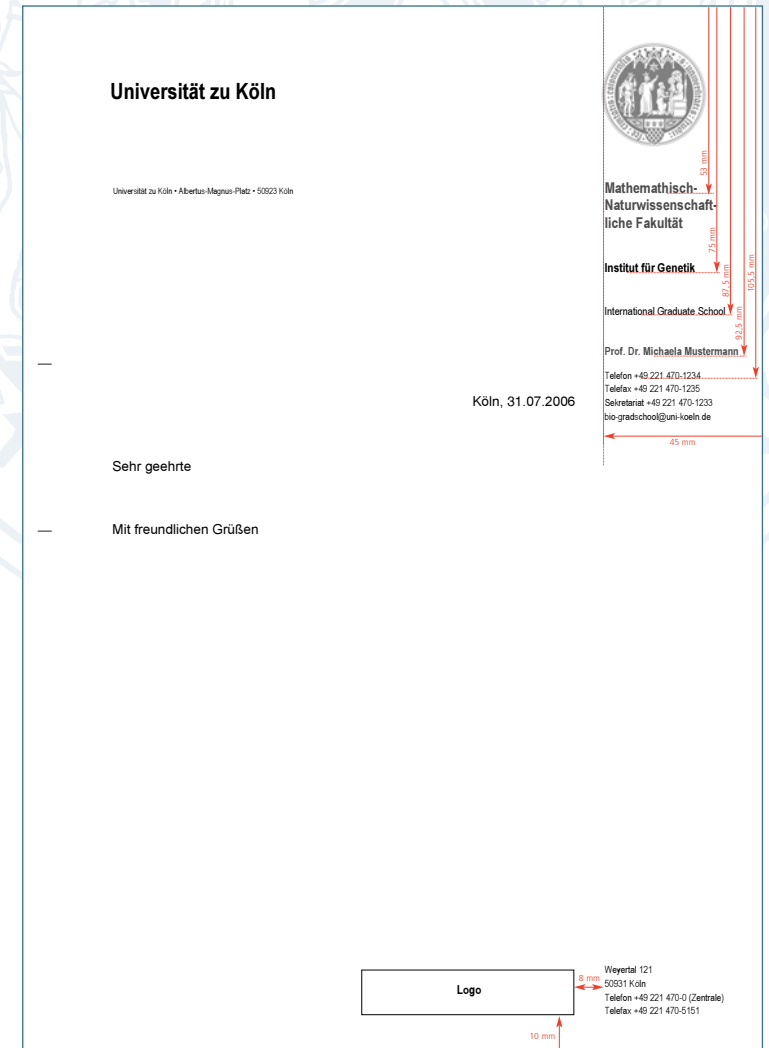 Universität zu Köln
Universität zu Köln • Albertus-Magnus-Platz • 50923 Köln
53 mm
Mathemathisch-
Naturwissenschaft-
liche Fakultät
75 mm
Institut für Genetik
87,5 mm
105,5 mm
International Graduate School
92,5 mm
Prof. Dr. Michaela Mustermann
Telefon +49 221 470-1234
Telefax +49 221 470-1235
Sekretariat +49 221 470-1233
bio-gradschool@uni-koeln.de
Köln, 31.07.2006
45 mm
Sehr geehrte
Mit freundlichen Grüßen
Logo
8 mm
10 mm
Weyertal 121
50931 Köln
Telefon +49 221 470-0 (Zentrale)
Telefax +49 221 470-5151